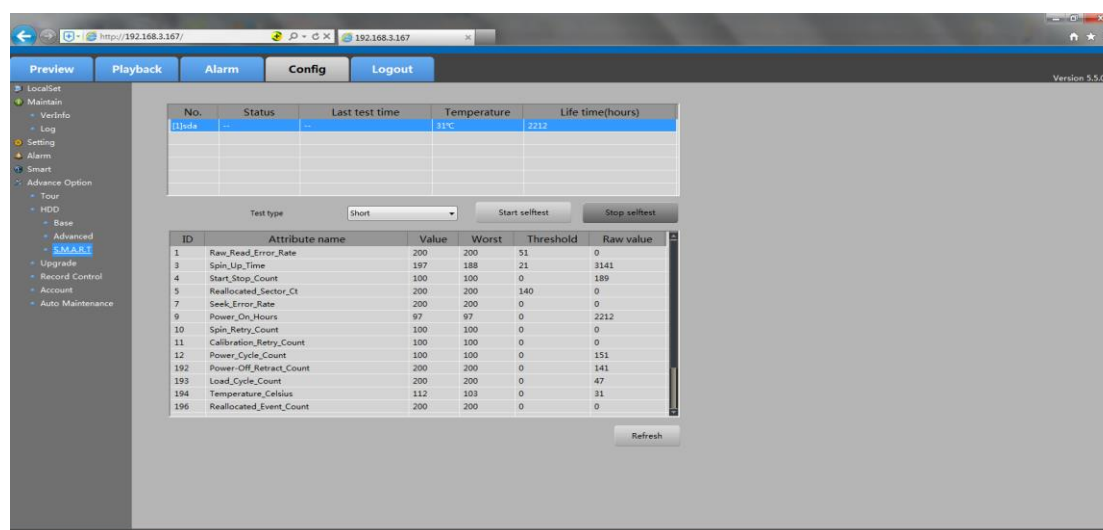 http://192.168.3.167/ 192.168.3.167
Preview Playback Alarm Config Logout
Version 5.5.0
LocalSet
Maintain
VerInfo
Log
Setting
Alarm
Smart
Advance Option
Tour
HDD
Base
Advanced
S.M.A.R.T
Upgrade
Record Control
Account
Auto Maintenance
No. Status Last test time Temperature Life time(hours)
[1]sda -- -- 31℃ 2212
Test type Short Start selftest Stop selftest
ID Attribute name Value Worst Threshold Raw value
1 Raw_Read_Error_Rate 200 200 51 0
3 Spin_Up_Time 197 188 21 3141
4 Start_Stop_Count 100 100 0 189
5 Reallocated_Sector_Ct 200 200 140 0
7 Seek_Error_Rate 200 200 0 0
9 Power_On_Hours 97 97 0 2212
10 Spin_Retry_Count 100 100 0 0
11 Calibration_Retry_Count 100 100 0 0
12 Power_Cycle_Count 100 100 0 151
192 Power-Off_Retract_Count 200 200 0 141
193 Load_Cycle_Count 200 200 0 47
194 Temperature_Celsius 112 103 0 31
196 Reallocated_Event_Count 200 200 0 0
Refresh